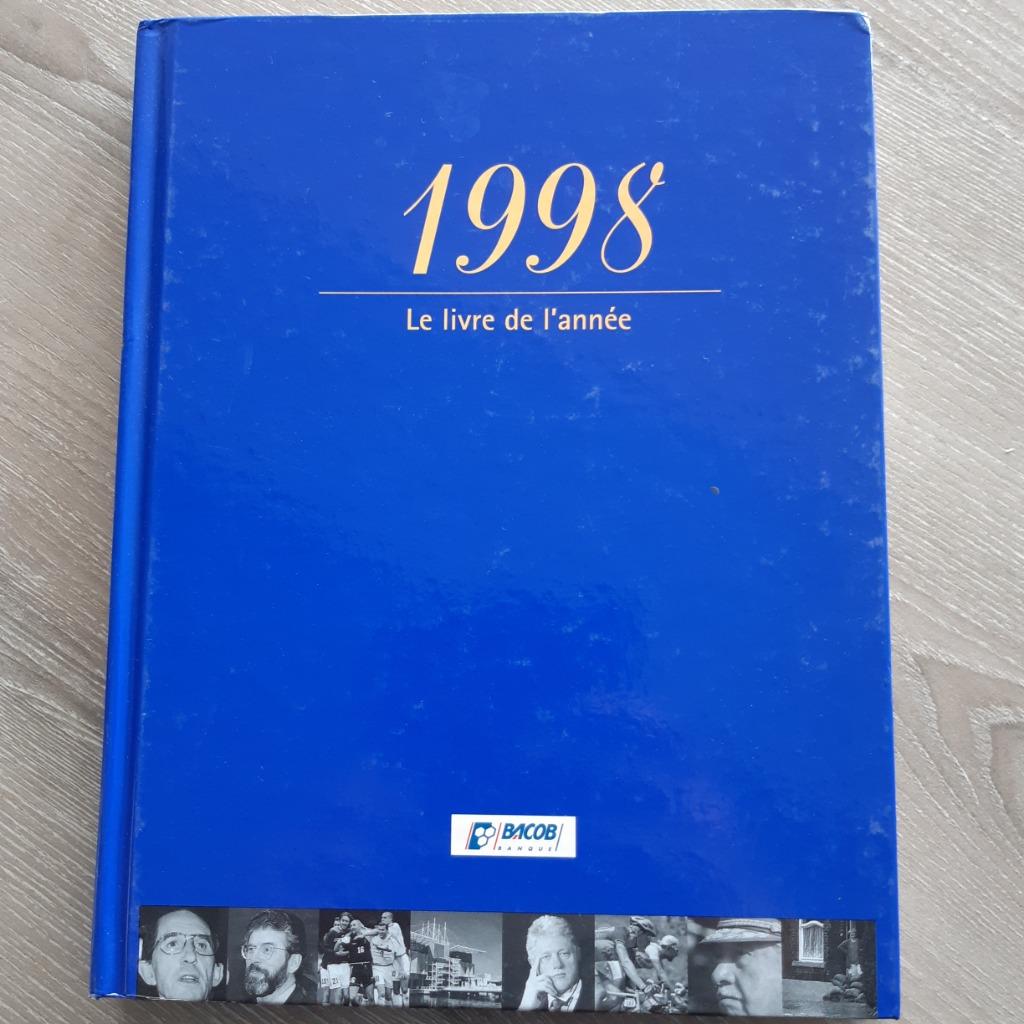 1998
Le livre de l'année
BACOB
BANQUE